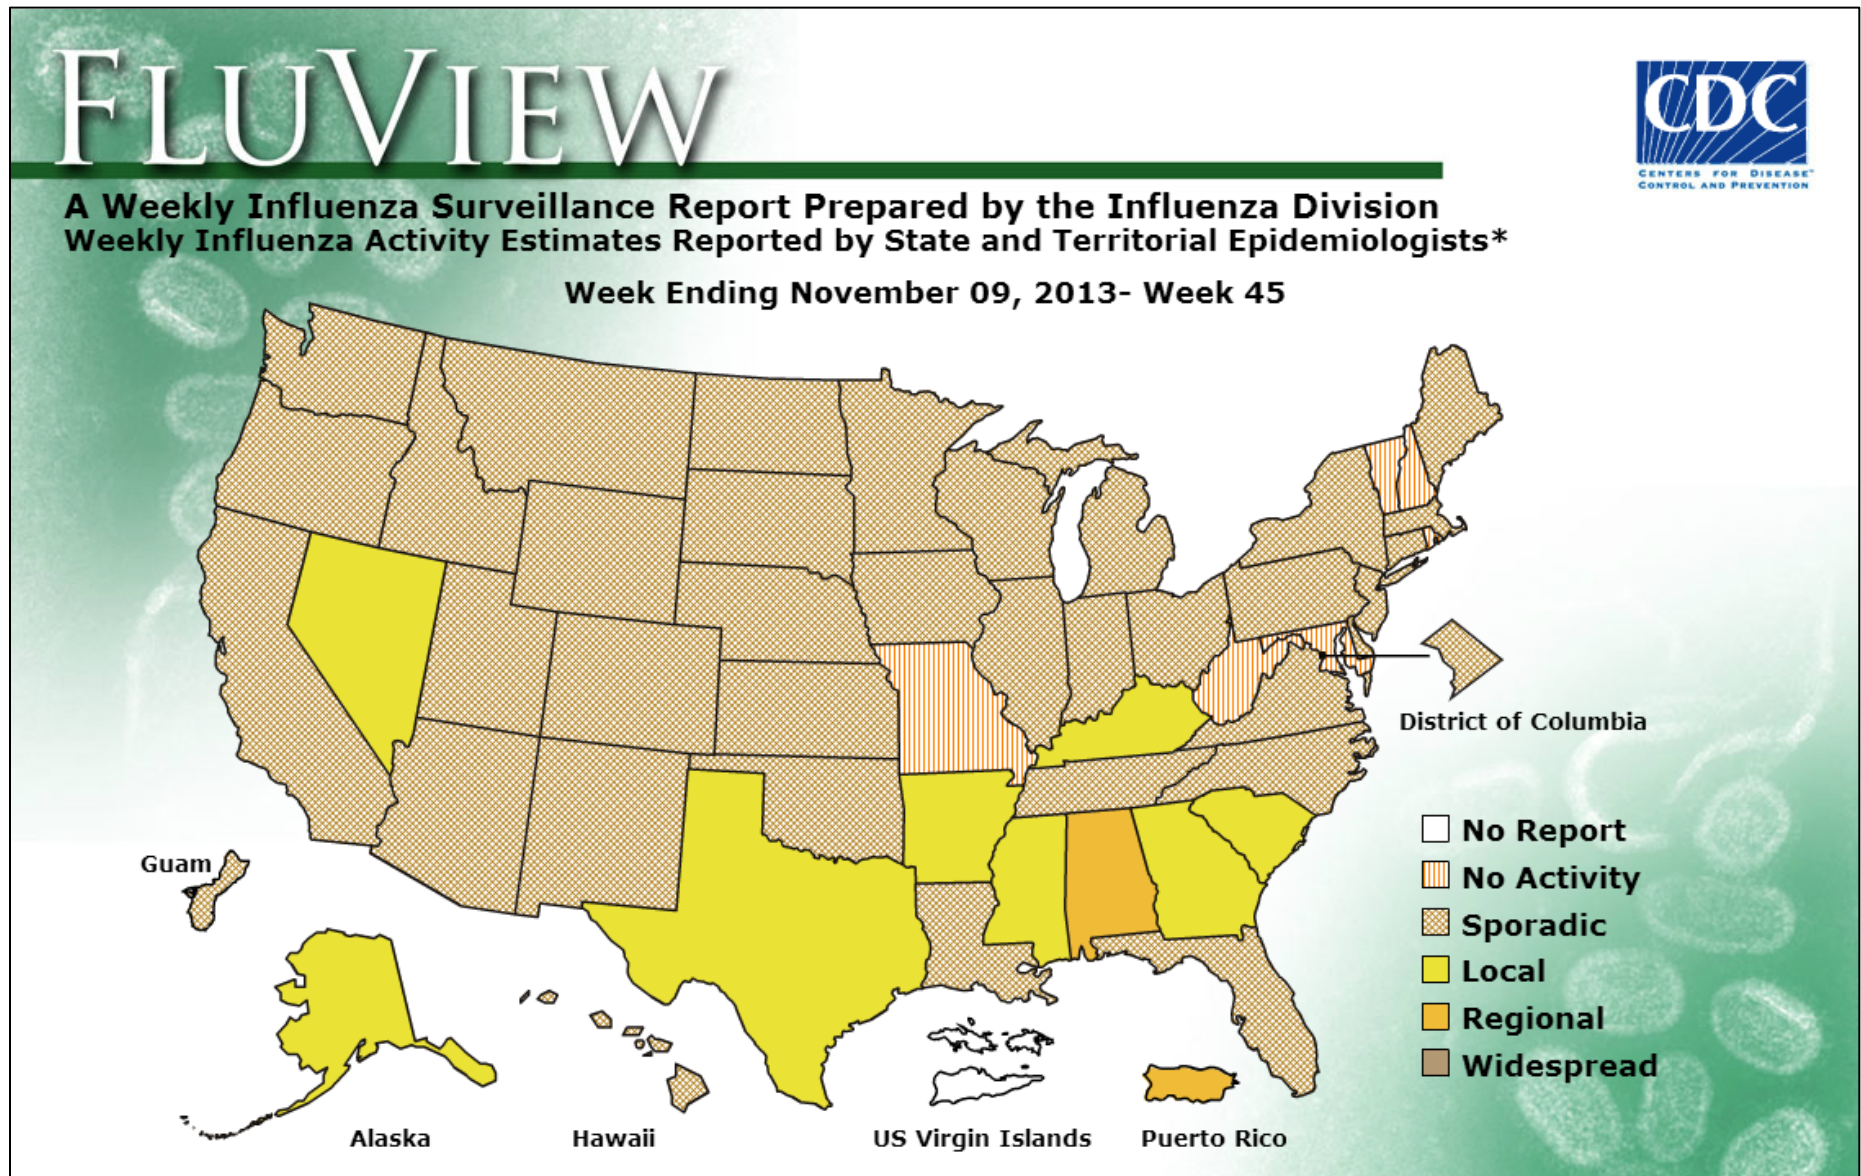 FLUVIEW
CDC
CENTERS FOR DISEASE™
CONTROL AND PREVENTION
A Weekly Influenza Surveillance Report Prepared by the Influenza Division
Weekly Influenza Activity Estimates Reported by State and Territorial Epidemiologists*
Week Ending November 09, 2013- Week 45
District of Columbia
No Report
No Activity
Sporadic
Local
Regional
Widespread
Guam
Alaska
Hawaii
US Virgin Islands
Puerto Rico